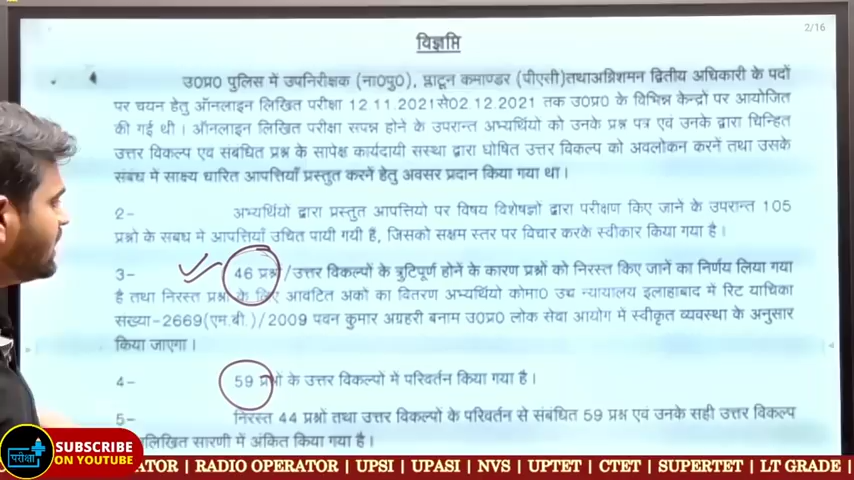 2/16
विज्ञप्ति
उ0प्र0 पुलिस में उपनिरीक्षक (ना0पु0), प्लाटून कमाण्डर (पीएसी)तथाअग्निशमन द्वितीय अधिकारी के पदों
पर चयन हेतु ऑनलाइन लिखित परीक्षा 12.11.2021से02.12.2021 तक उ0प्र0 के विभिन्न केन्द्रों पर आयोजित
की गई थी। ऑनलाइन लिखित परीक्षा सपन्न होने के उपरान्त अभ्यर्थियो को उनके प्रश्न पत्र एवं उनके द्वारा चिन्हित
उत्तर विकल्प एव संबधित प्रश्न के सापेक्ष कार्यदायी सस्था द्वारा घोषित उत्तर विकल्प को अवलोकन करनें तथा उसके
संबंध में साक्ष्य धारित आपत्तियाँ प्रस्तुत करनें हेतु अवसर प्रदान किया गया था।
2- अभ्यर्थियो द्वारा प्रस्तुत आपत्तियो पर विषय विशेषज्ञो द्वारा परीक्षण किए जाने के उपरान्त 105
प्रश्नो के सबध मे आपत्तियाँ उचित पायी गयी हैं, जिसको सक्षम स्तर पर विचार करके स्वीकार किया गया है।
3- 46 प्रश्न/उत्तर विकल्पों के त्रुटिपूर्ण होनें के कारण प्रश्नों को निरस्त किए जानें का निर्णय लिया गया
है तथा निरस्त प्रश्नों के लिए आवटित अकों का वितरण अभ्यर्थियो कोमा0 उच्च न्यायालय इलाहाबाद में रिट याचिका
सख्या-2669(एम.बी.)/2009 पवन कुमार अग्रहरी बनाम उ0प्र0 लोक सेवा आयोग में स्वीकृत व्यवस्था के अनुसार
किया जाएगा।
4- 59 प्रश्नों के उत्तर विकल्पों में परिवर्तन किया गया है।
5- निरस्त 44 प्रश्नों तथा उत्तर विकल्पों के परिवर्तन से संबंधित 59 प्रश्न एवं उनके सही उत्तर विकल्प
लिखित सारणी में अंकित किया गया है।
परीक्षा
SUBSCRIBE
ON YOUTUBE
ATOR | RADIO OPERATOR | UPSI | UPASI | NVS | UPTET | CTET | SUPERTET | LT GRADE |